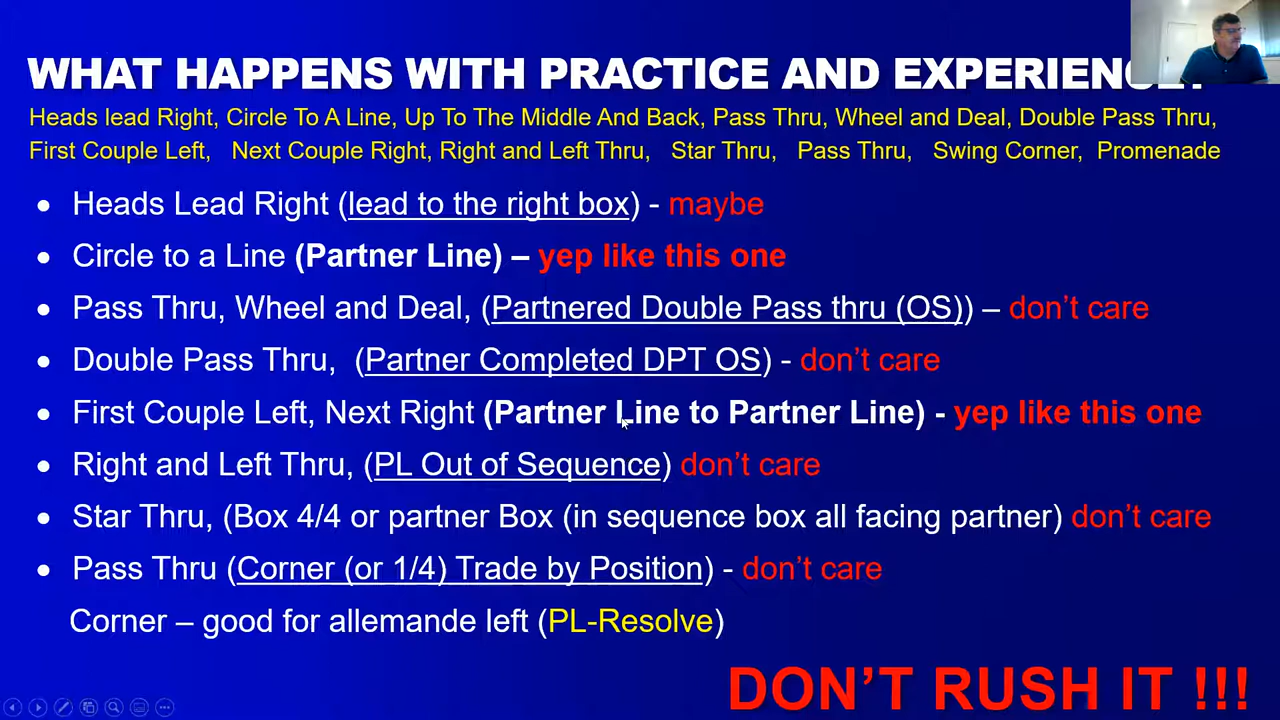 WHAT HAPPENS WITH PRACTICE AND EXPERIENCE?
Heads lead Right, Circle To A Line, Up To The Middle And Back, Pass Thru, Wheel and Deal, Double Pass Thru,
First Couple Left, Next Couple Right, Right and Left Thru, Star Thru, Pass Thru, Swing Corner, Promenade
• Heads Lead Right (lead to the right box) - maybe
• Circle to a Line (Partner Line) – yep like this one
• Pass Thru, Wheel and Deal, (Partnered Double Pass thru (OS)) – don’t care
• Double Pass Thru, (Partner Completed DPT OS) - don’t care
• First Couple Left, Next Right (Partner Line to Partner Line) - yep like this one
• Right and Left Thru, (PL Out of Sequence) don’t care
• Star Thru, (Box 4/4 or partner Box (in sequence box all facing partner) don’t care
• Pass Thru (Corner (or 1/4) Trade by Position) - don’t care
Corner – good for allemande left (PL-Resolve)
DON’T RUSH IT !!!